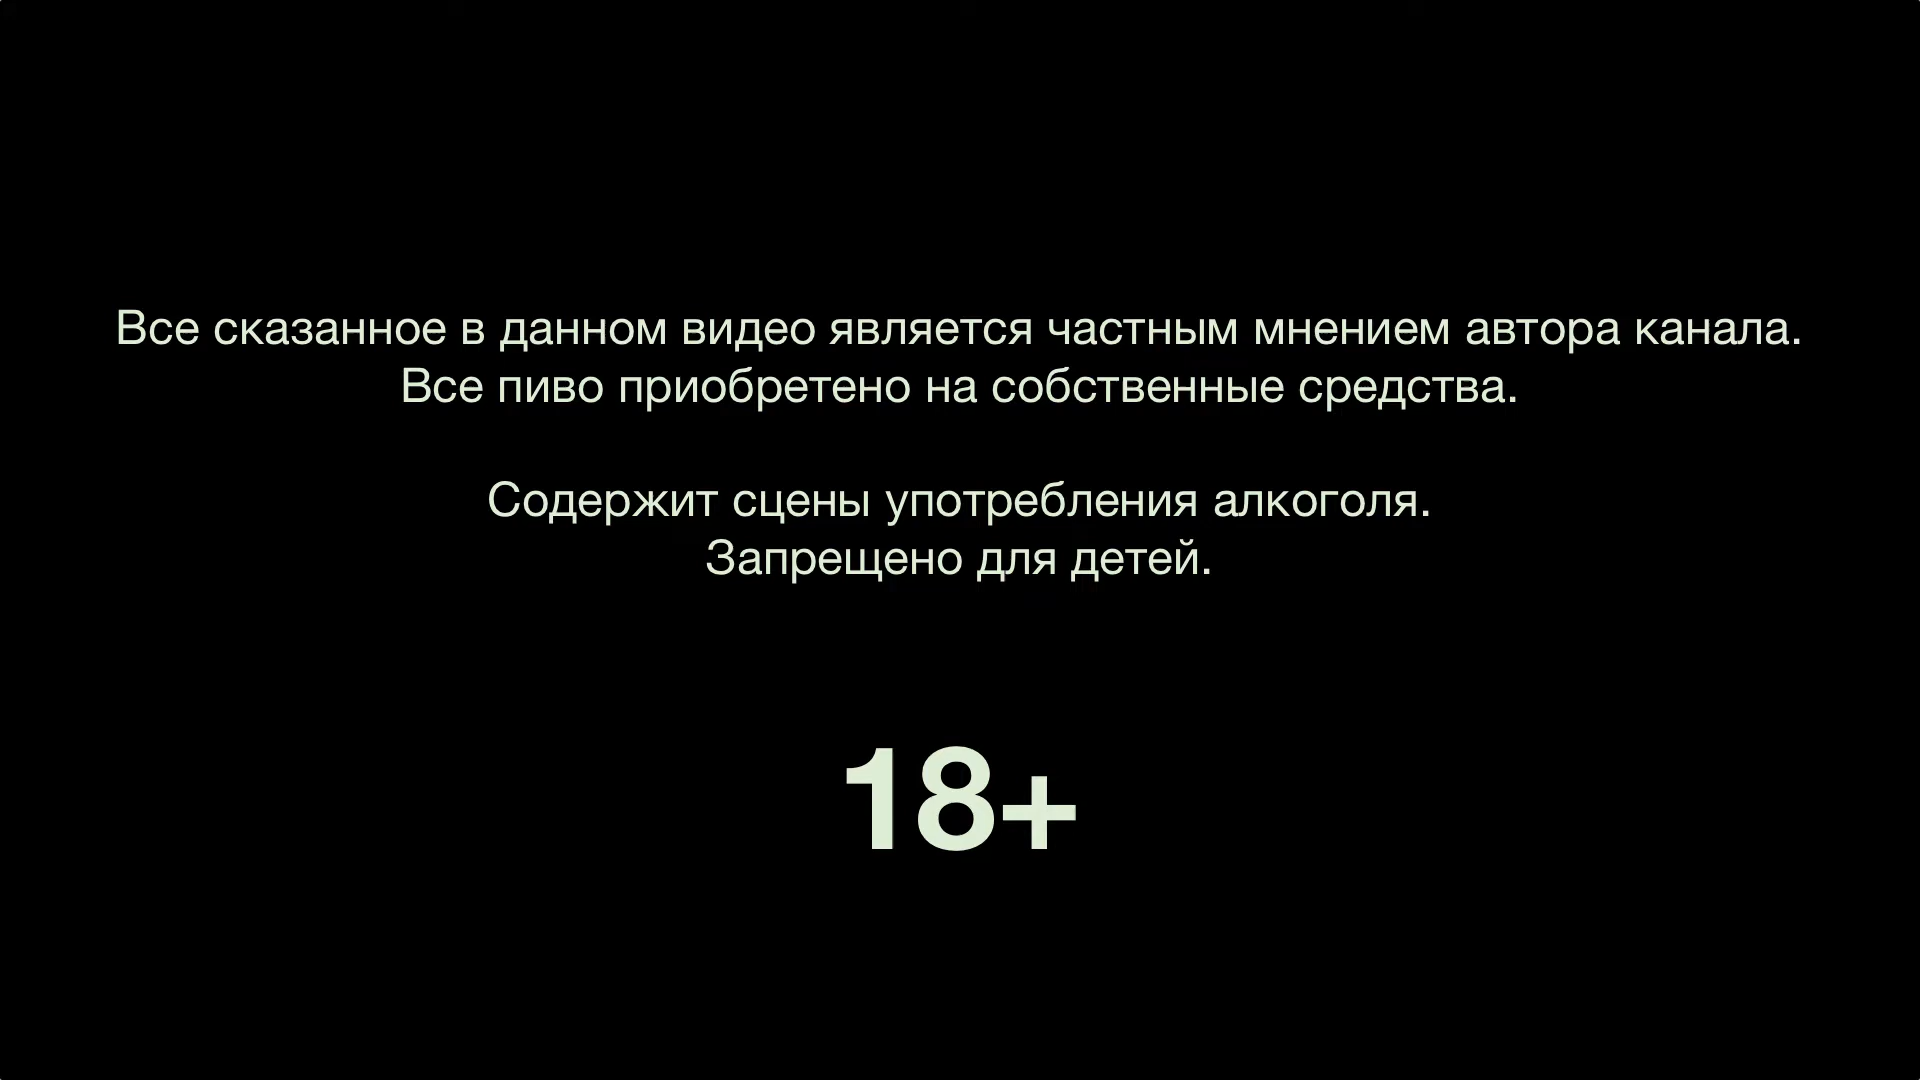 Все сказанное в данном видео является частным мнением автора канала.
Все пиво приобретено на собственные средства.
Содержит сцены употребления алкоголя.
Запрещено для детей.
18+